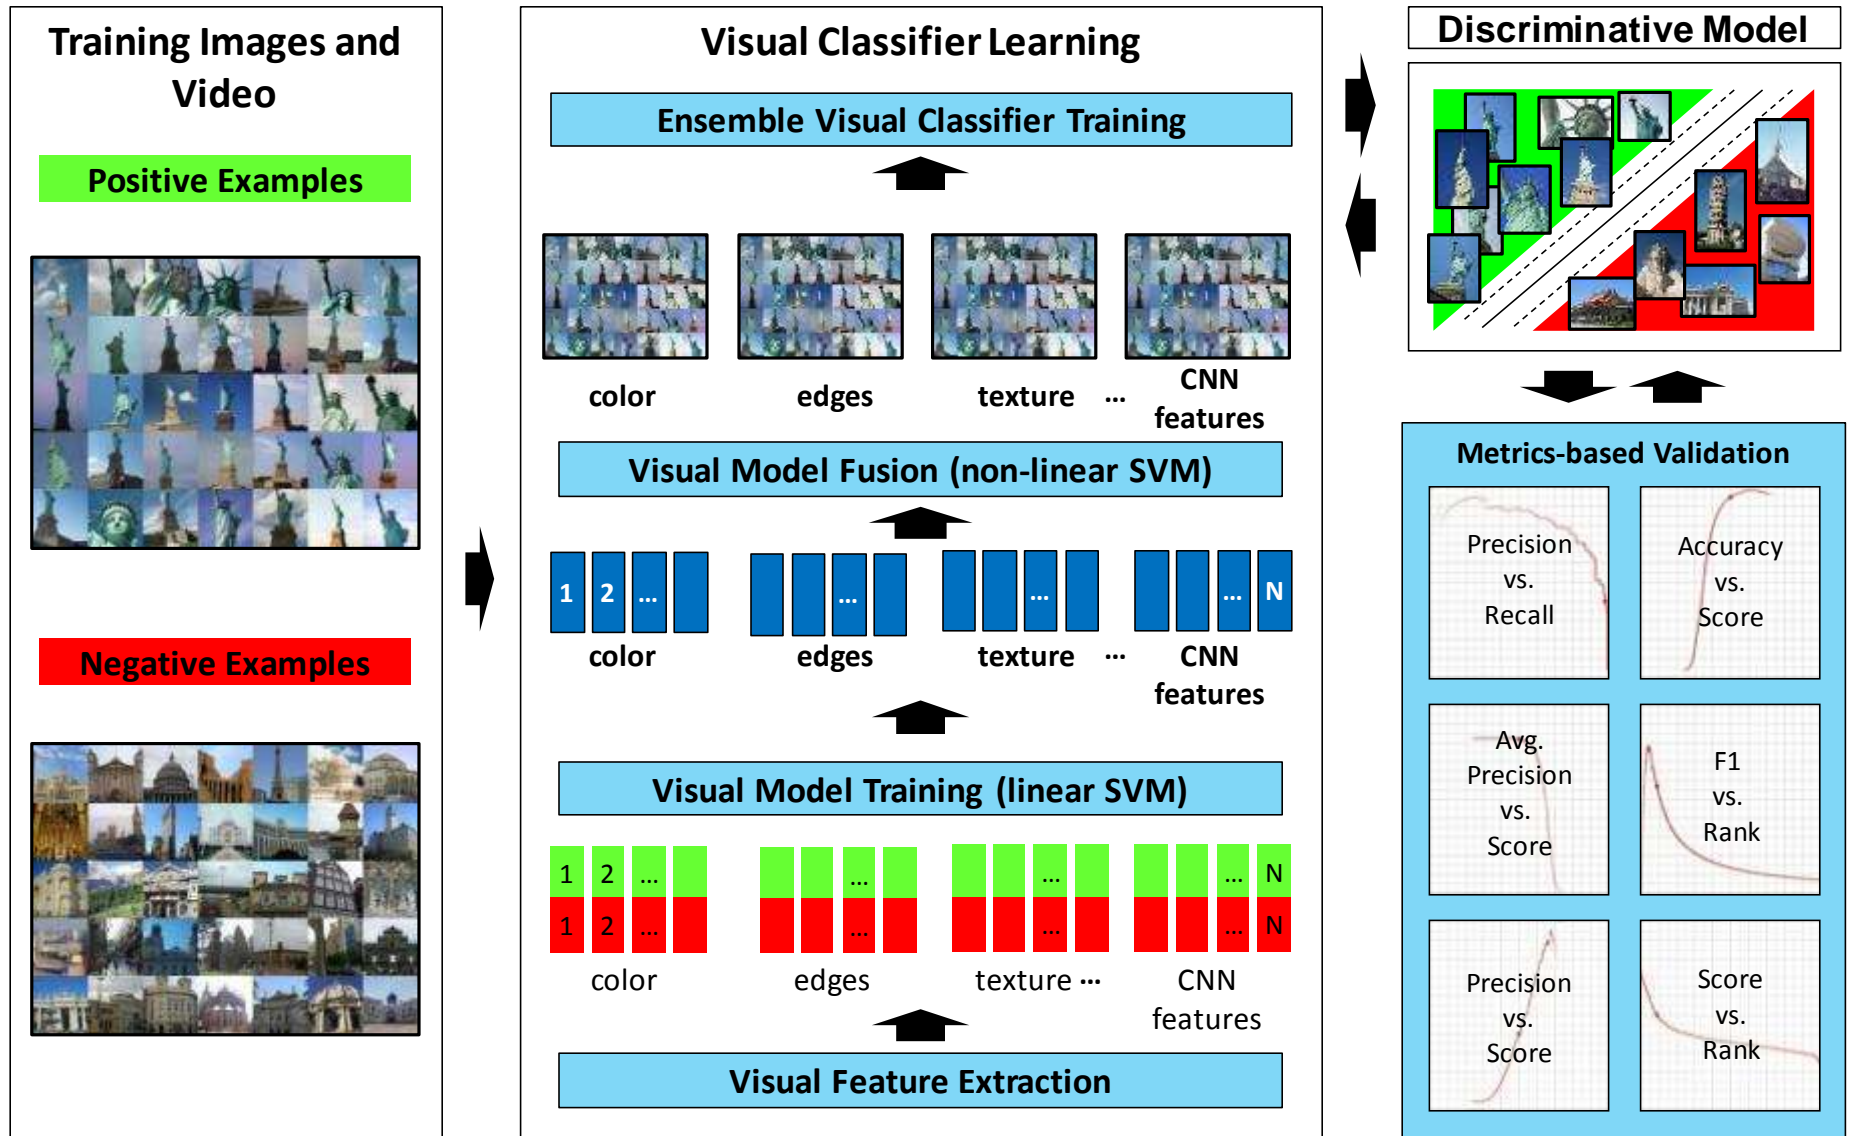 Training Images and
Video
Positive Examples
Negative Examples
Visual Classifier Learning
Ensemble Visual Classifier Training
color
edges
texture
...
CNN
features
Visual Model Fusion (non-linear SVM)
1 2 ...
...
...
... N
color
edges
texture
...
CNN
features
Visual Model Training (linear SVM)
1 2 ...
...
...
... N
1 2 ...
...
...
... N
color
edges
texture ...
CNN
features
Visual Feature Extraction
Discriminative Model
Metrics-based Validation
Precision
vs.
Recall
Accuracy
vs.
Score
Avg.
Precision
vs.
Score
F1
vs.
Rank
Precision
vs.
Score
Score
vs.
Rank